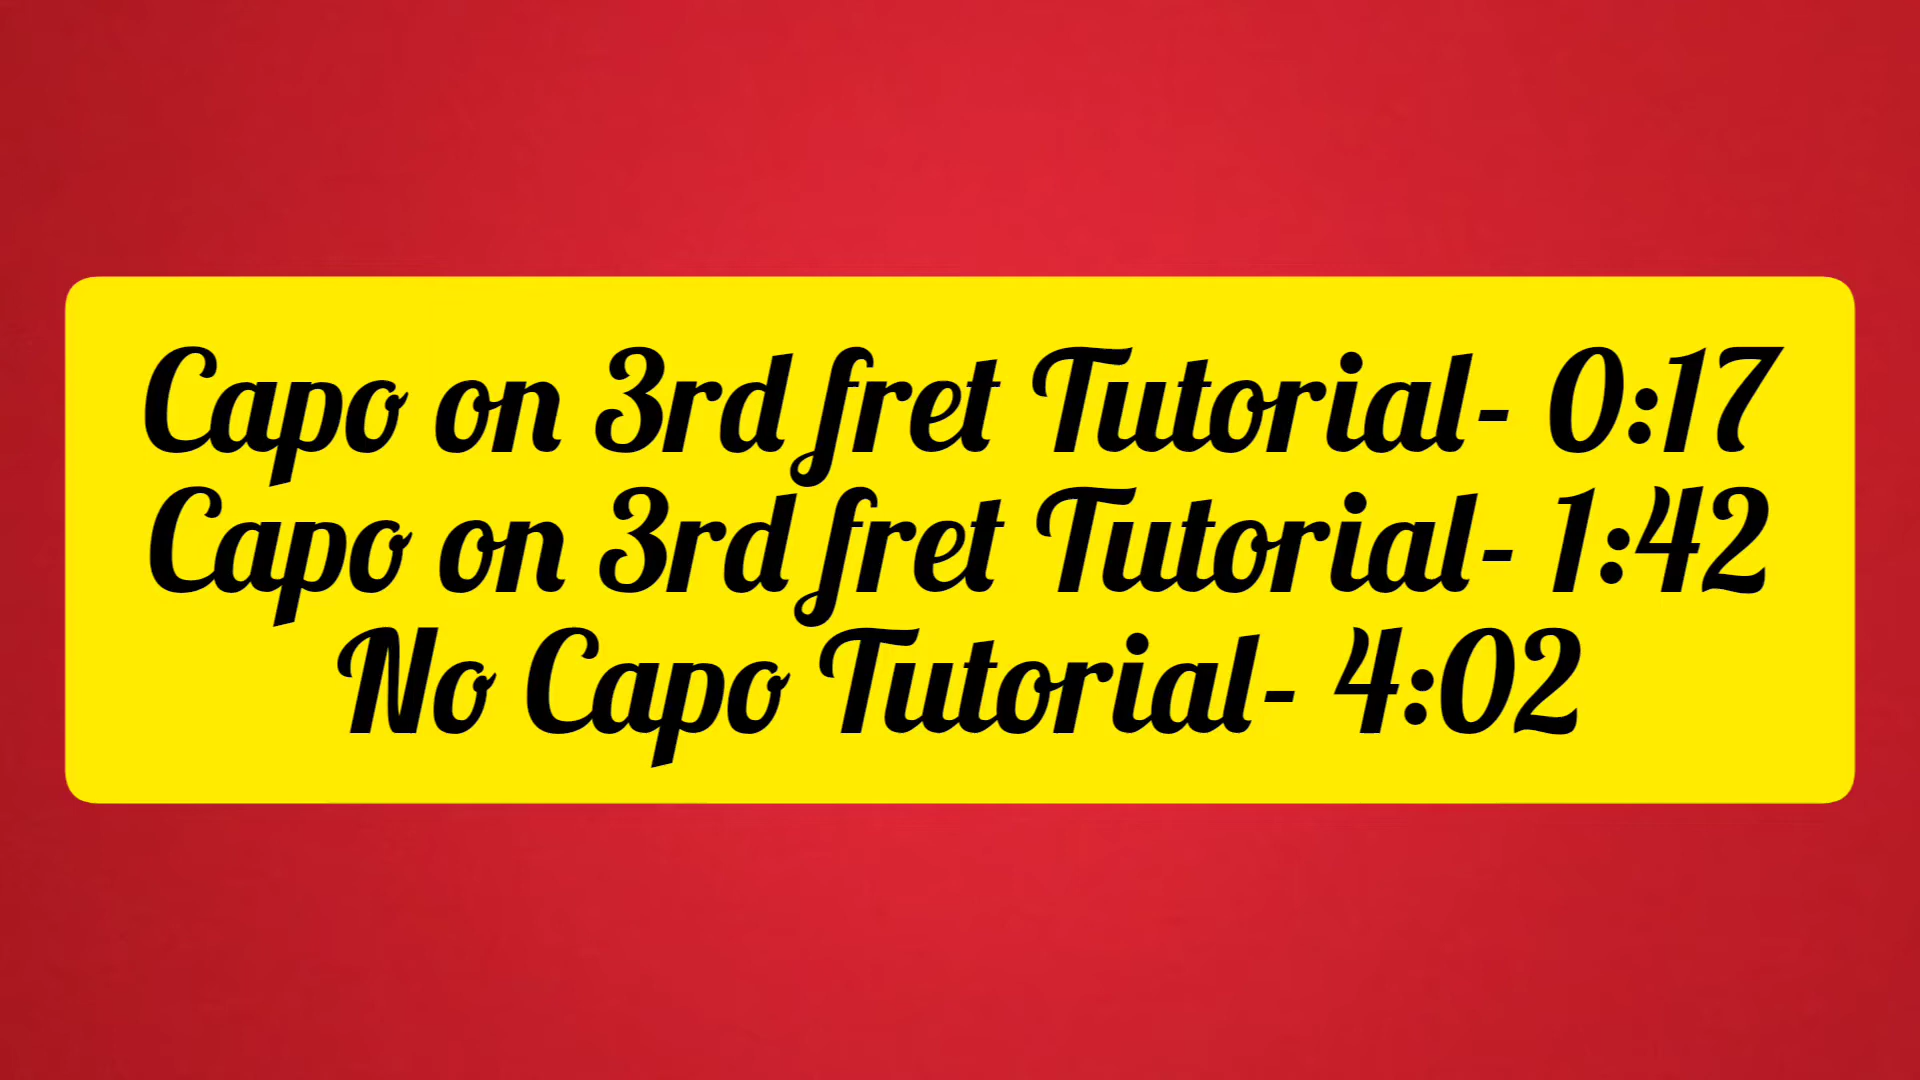 Capo on 3rd fret Tutorial- 0:17
Capo on 3rd fret Tutorial- 1:42
No Capo Tutorial- 4:02